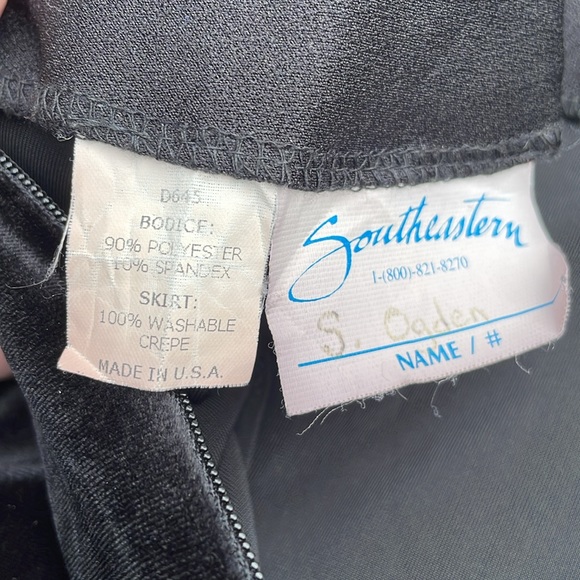 D645
BODICE:
90% POLYESTER
10% SPANDEX
SKIRT:
100% WASHABLE
CREPE
MADE IN U.S.A.
Southeastern
1-(800)-821-8270
S. Ogden
NAME / #